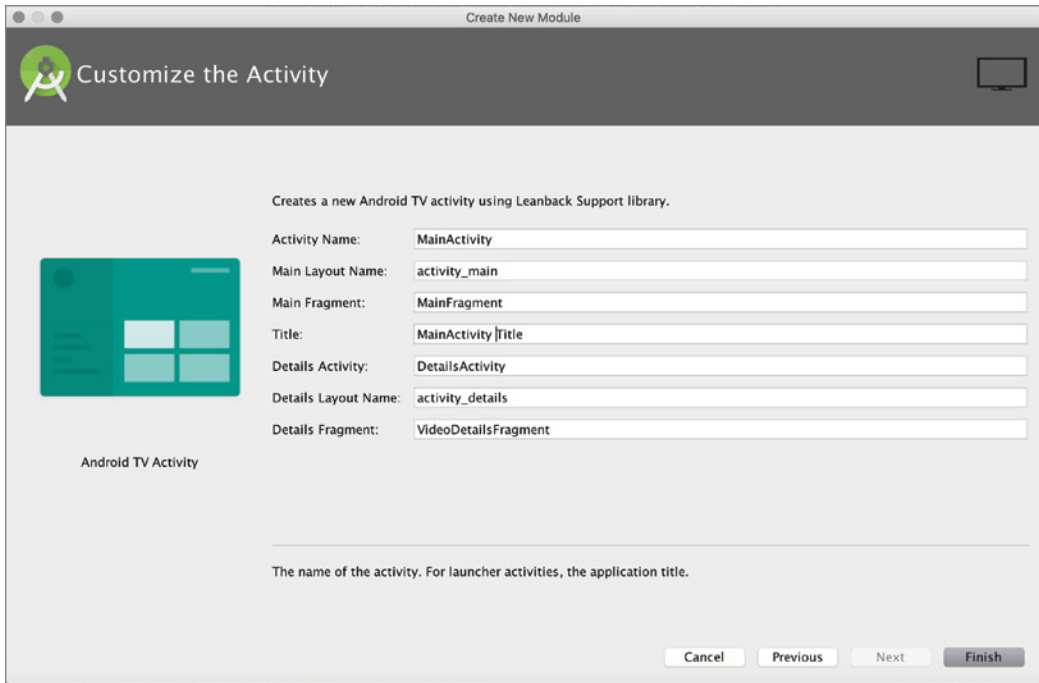 Create New Module
Customize the Activity
Creates a new Android TV activity using Leanback Support library.
Activity Name: MainActivity
Main Layout Name: activity_main
Main Fragment: MainFragment
Title: MainActivity Title
Details Activity: DetailsActivity
Details Layout Name: activity_details
Details Fragment: VideoDetailsFragment
Android TV Activity
The name of the activity. For launcher activities, the application title.
Cancel Previous Next Finish